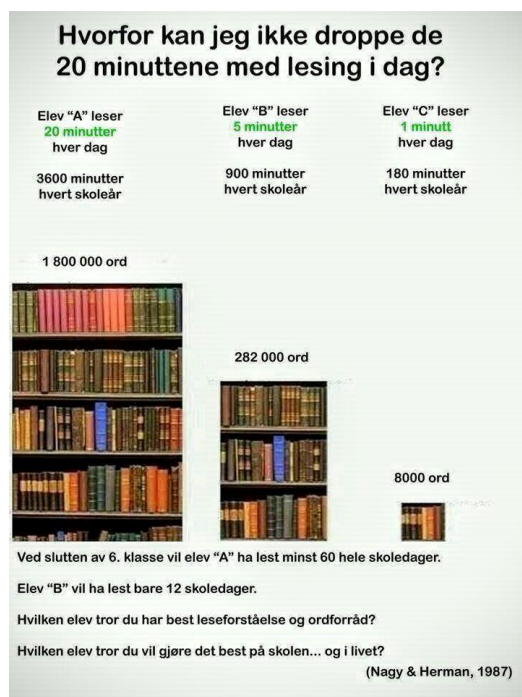 Hvorfor kan jeg ikke droppe de
20 minuttene med lesing i dag?
Elev “A” leser
20 minutter
hver dag
3600 minutter
hvert skoleår
Elev “B” leser
5 minutter
hver dag
900 minutter
hvert skoleår
Elev “C” leser
1 minutt
hver dag
180 minutter
hvert skoleår
1 800 000 ord
282 000 ord
8000 ord
Ved slutten av 6. klasse vil elev “A” ha lest minst 60 hele skoledager.
Elev “B” vil ha lest bare 12 skoledager.
Hvilken elev tror du har best leseforståelse og ordforråd?
Hvilken elev tror du vil gjøre det best på skolen... og i livet?
(Nagy & Herman, 1987)